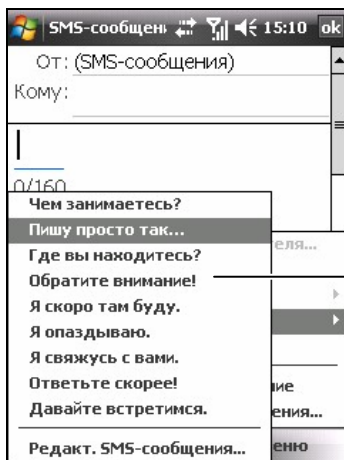 SMS-сообщен 15:10 ok
От: (SMS-сообщения)
Кому:
0/160
Чем занимаетесь?
Пишу просто так...
Где вы находитесь?
Обратите внимание!
Я скоро там буду.
Я опаздываю.
Я свяжусь с вами.
Ответьте скорее!
Давайте встретимся.
Редакт. SMS-сообщения...